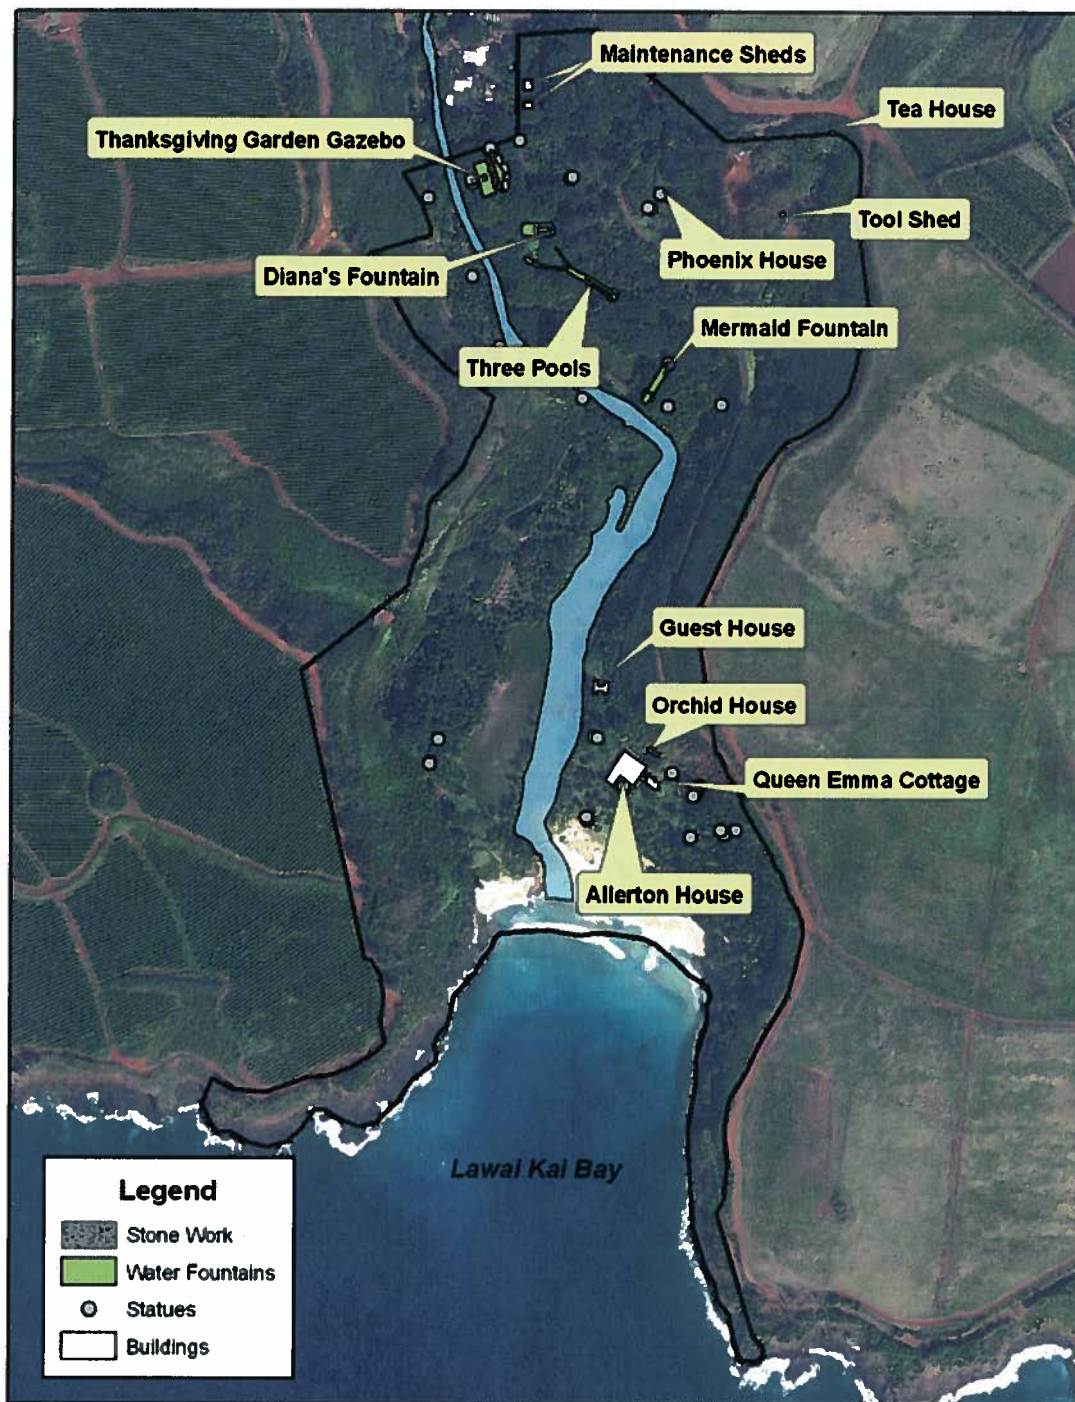 Maintenance Sheds
Tea House
Thanksgiving Garden Gazebo
Tool Shed
Phoenix House
Diana's Fountain
Mermaid Fountain
Three Pools
Guest House
Orchid House
Queen Emma Cottage
Allerton House
Lawai Kai Bay
Legend
Stone Work
Water Fountains
Statues
Buildings